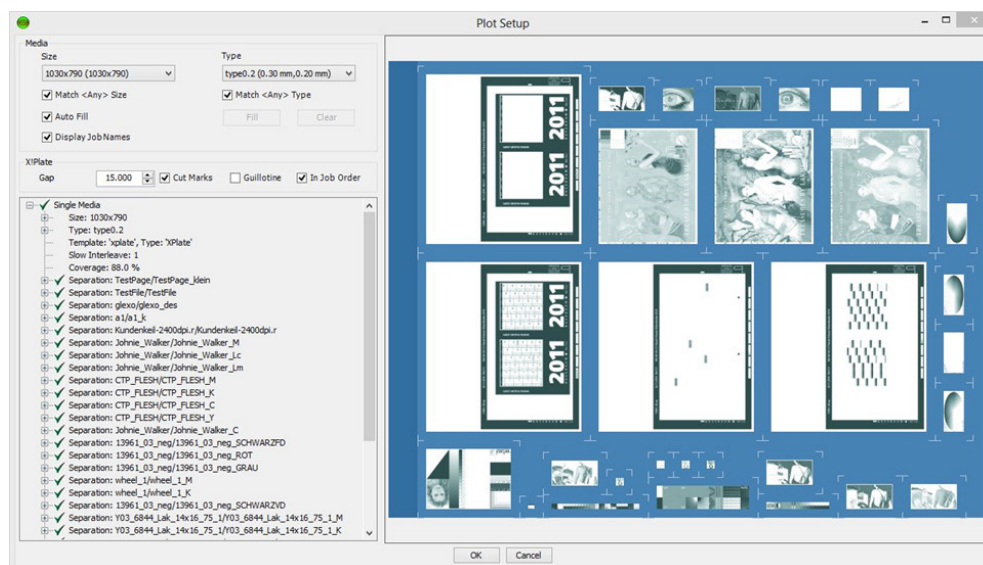 Plot Setup
Media
Size
Type
1030x790 (1030x790)
type0.2 (0.30 mm,0.20 mm)
Match <Any> Size
Match <Any> Type
Auto Fill
Fill
Clear
Display JobNames
X!Plate
Gap
15.000
Cut Marks
Guillotine
In Job Order
Single Media
Size: 1030x790
Type: type0.2
Template: 'xplate', Type: 'XPlate'
Slow Interleave: 1
Coverage: 88.0 %
Separation: TestPage/TestPage_klein
Separation: TestFile/TestFile
Separation: glexo/glexo_des
Separation: a1/a1_k
Separation: Kundenkeil-2400dpi.r/Kundenkeil-2400dpi.r
Separation: Johnie_Walker/Johnie_Walker_M
Separation: Johnie_Walker/Johnie_Walker_Lc
Separation: Johnie_Walker/Johnie_Walker_Lm
Separation: CTP_FLESH/CTP_FLESH_M
Separation: CTP_FLESH/CTP_FLESH_K
Separation: CTP_FLESH/CTP_FLESH_C
Separation: CTP_FLESH/CTP_FLESH_Y
Separation: Johnie_Walker/Johnie_Walker_C
Separation: 13961_03_neg/13961_03_neg_SCHWARZFD
Separation: 13961_03_neg/13961_03_neg_ROT
Separation: 13961_03_neg/13961_03_neg_GRAU
Separation: wheel_1/wheel_1_M
Separation: wheel_1/wheel_1_K
Separation: 13961_03_neg/13961_03_neg_SCHWARZVD
Separation: Y03_6844_Lak_14x16_75_1/Y03_6844_Lak_14x16_75_1_M
Separation: Y03_6844_Lak_14x16_75_1/Y03_6844_Lak_14x16_75_1_K
2011
2011
2011
2011
OK
Cancel